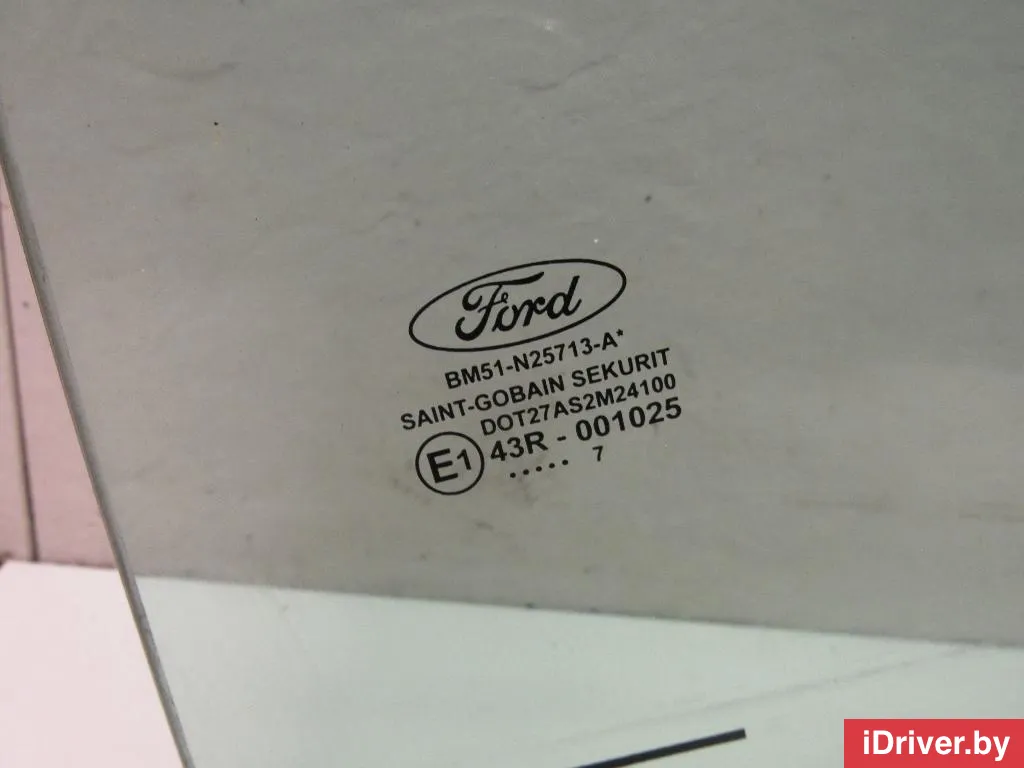 Ford
BM51-N25713-A*
SAINT-GOBAIN SEKURIT
DOT27AS2M24100
E1 43R - 001025
..... 7
iDriver.by